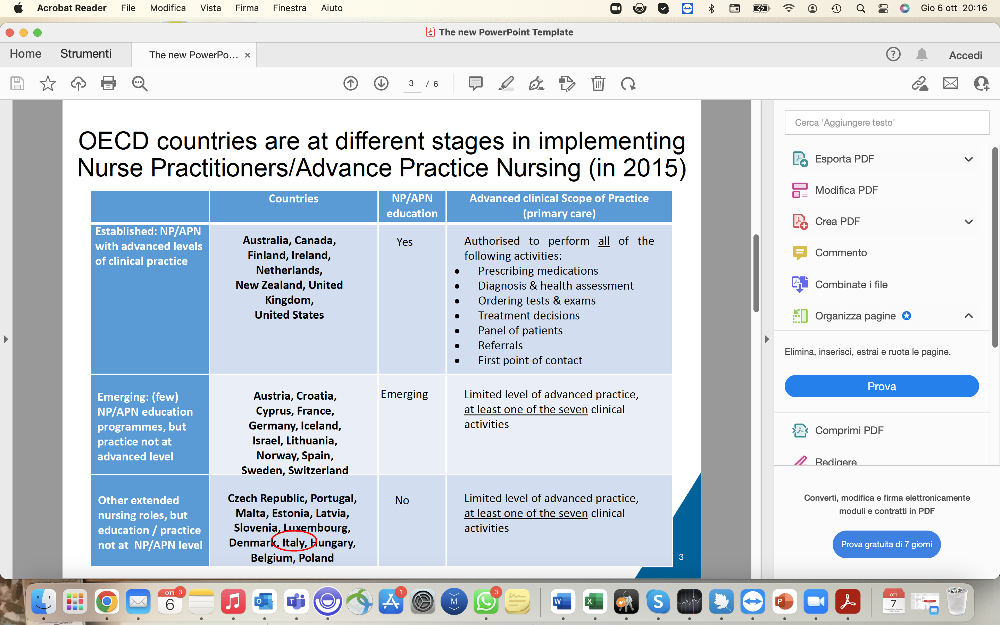 Acrobat Reader File Modifica Vista Firma Finestra Aiuto Gio 6 ott 20:16
The new PowerPoint Template
Home Strumenti The new PowerPo... × Accedi
3 / 6
OECD countries are at different stages in implementing
Nurse Practitioners/Advance Practice Nursing (in 2015)
Countries
NP/APN
education
Advanced clinical Scope of Practice
(primary care)
Established: NP/APN
with advanced levels
of clinical practice
Australia, Canada,
Finland, Ireland,
Netherlands,
New Zealand, United
Kingdom,
United States
Yes
Authorised to perform all of the
following activities:
• Prescribing medications
• Diagnosis & health assessment
• Ordering tests & exams
• Treatment decisions
• Panel of patients
• Referrals
• First point of contact
Emerging: (few)
NP/APN education
programmes, but
practice not at
advanced level
Austria, Croatia,
Cyprus, France,
Germany, Iceland,
Israel, Lithuania,
Norway, Spain,
Sweden, Switzerland
Emerging
Limited level of advanced practice,
at least one of the seven clinical
activities
Other extended
nursing roles, but
education / practice
not at NP/APN level
Czech Republic, Portugal,
Malta, Estonia, Latvia,
Slovenia, Luxembourg,
Denmark, Italy, Hungary,
Belgium, Poland
No
Limited level of advanced practice,
at least one of the seven clinical
activities
3
Cerca 'Aggiungere testo'
Esporta PDF
Modifica PDF
Crea PDF
Commento
Combinate i file
Organizza pagine
Elimina, inserisci, estrai e ruota le pagine.
Prova
Comprimi PDF
Redigere
Converti, modifica e firma elettronicamente
moduli e contratti in PDF
Prova gratuita di 7 giorni
OTT
3
6
1
3
OTT
7